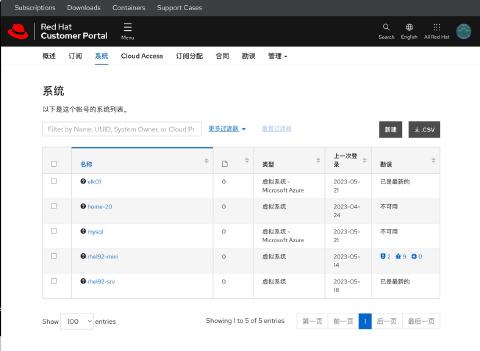 Subscriptions Downloads Containers Support Cases
Red Hat
Customer Portal
Menu
Search English All Red Hat
概述 订阅 系统 Cloud Access 订阅分配 合同 勘误 管理
系统
以下是这个帐号的系统列表。
Filter by Name, UUID, System Owner, or Cloud Pr 更多过滤器 重置过滤器 新建 .CSV
名称 类型 上一次登录 勘误
elk01 0 虚拟系统 - Microsoft Azure 2023-05-21 已是最新的
home-20 0 虚拟系统 2023-04-24 不可用
mysql 0 虚拟系统 - Microsoft Azure 2023-05-21 不可用
rhel92-mini 0 虚拟系统 2023-05-14 2 9 0
rhel92-srv 0 虚拟系统 2023-05-18 已是最新的
Show 100 entries Showing 1 to 5 of 5 entries 第一页 前一页 1 后一页 最后一页